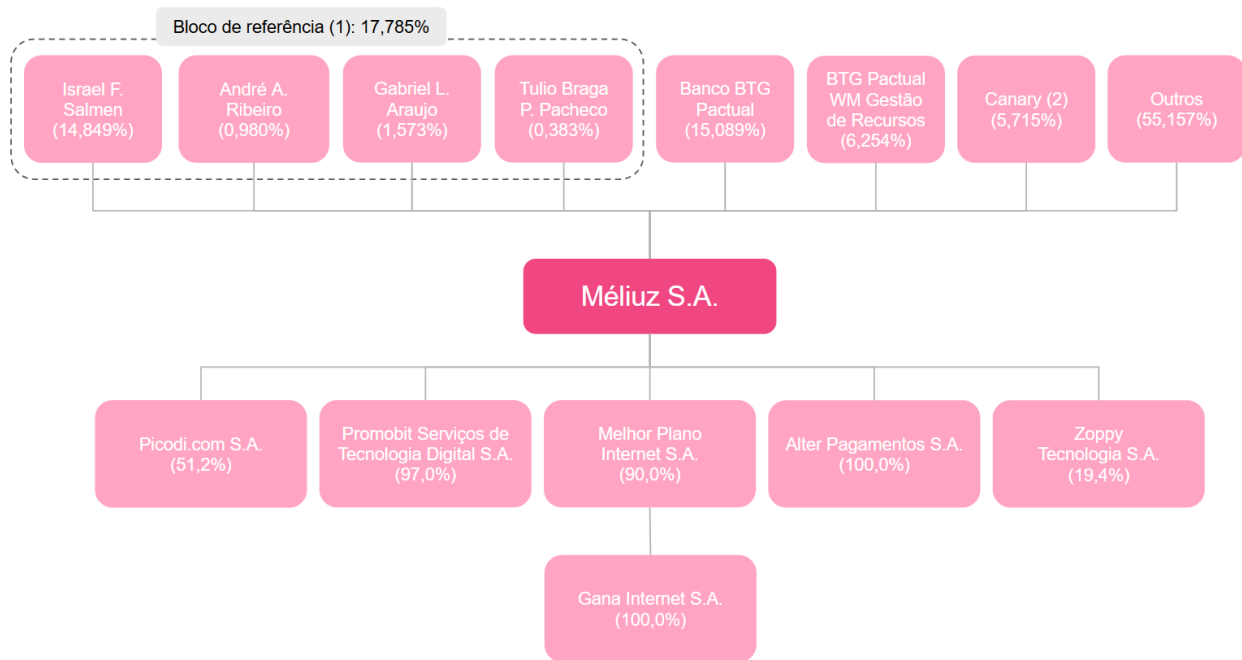 Bloco de referência (1): 17,785%
Israel F.
Salmen
(14,849%)
André A.
Ribeiro
(0,980%)
Gabriel L.
Araujo
(1,573%)
Tulio Braga
P. Pacheco
(0,383%)
Banco BTG
Pactual
(15,089%)
BTG Pactual
WM Gestão
de Recursos
(6,254%)
Canary (2)
(5,715%)
Outros
(55,157%)
Méliuz S.A.
Picodi.com S.A.
(51,2%)
Promobit Serviços de
Tecnologia Digital S.A.
(97,0%)
Melhor Plano
Internet S.A.
(90,0%)
Alter Pagamentos S.A.
(100,0%)
Zoppy
Tecnologia S.A.
(19,4%)
Gana Internet S.A.
(100,0%)